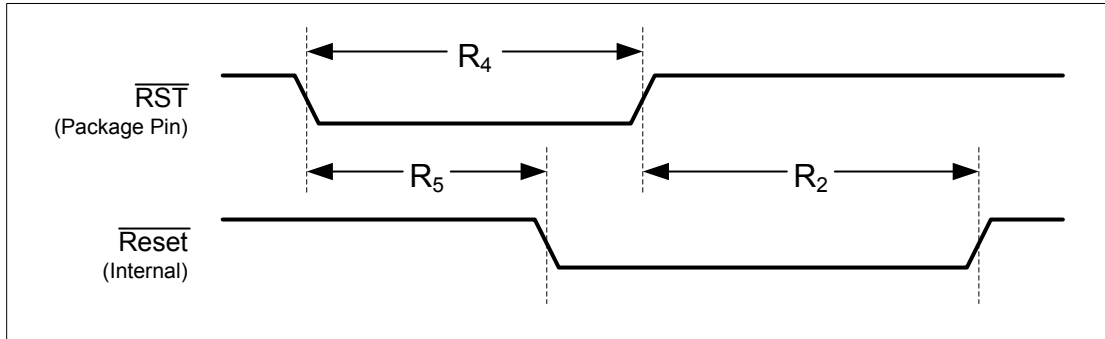 R4
RST
(Package Pin)
R5
R2
Reset
(Internal)